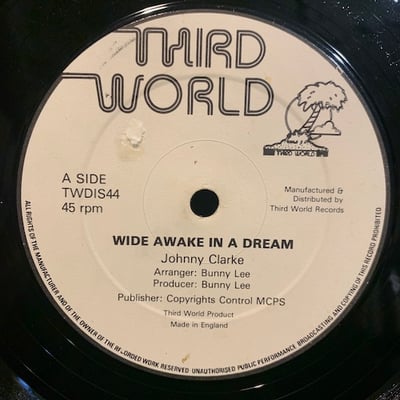 THIRD
WORLD
THIRD WORLD
A SIDE
TWDIS44
45 rpm
Manufactured &
Distributed by
Third World Records
WIDE AWAKE IN A DREAM
Johnny Clarke
Arranger: Bunny Lee
Producer: Bunny Lee
Publisher: Copyrights Control MCPS
Third World Product
Made in England
ALL RIGHTS OF THE MANUFACTURER AND OF THE OWNER OF THE RECORDED WORK RESERVED UNAUTHORISED PUBLIC PERFORMANCE BROADCASTING AND COPYING OF THIS RECORD PROHIBITED